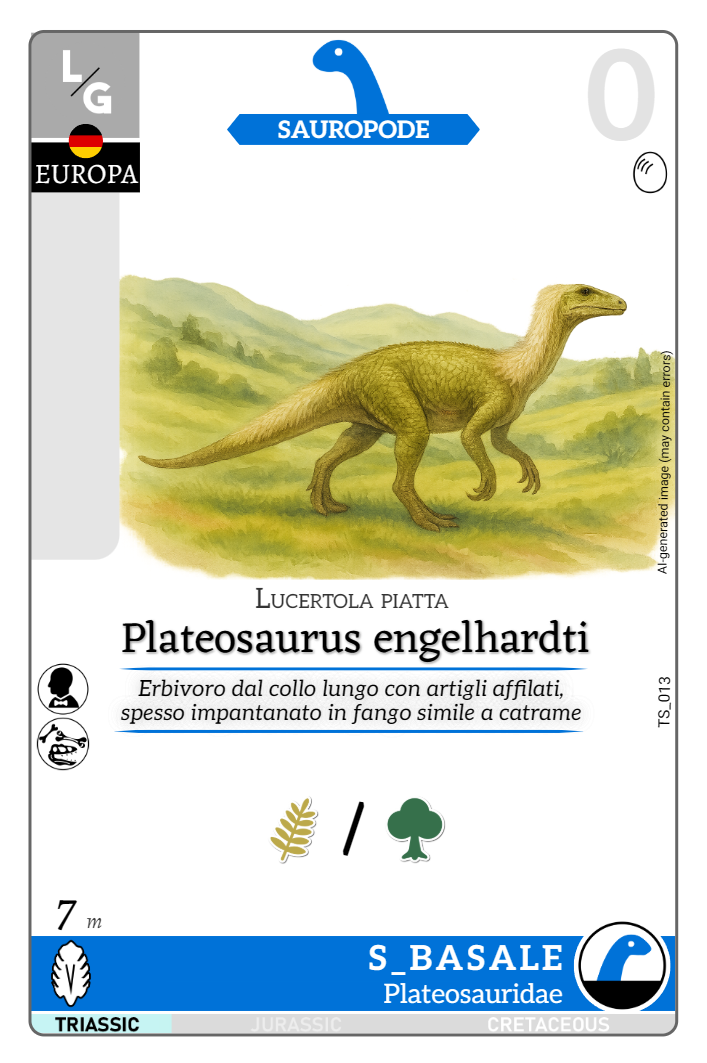 L/G
EUROPA
SAUROPODE
0
AI-generated image (may contain errors)
LUCERTOLA PIATTA
Plateosaurus engelhardti
Erbivoro dal collo lungo con artigli affilati,
spesso impantanato in fango simile a catrame
TS_013
/
7 m
S_BASALE
Plateosauridae
TRIASSIC JURASSIC CRETACEOUS